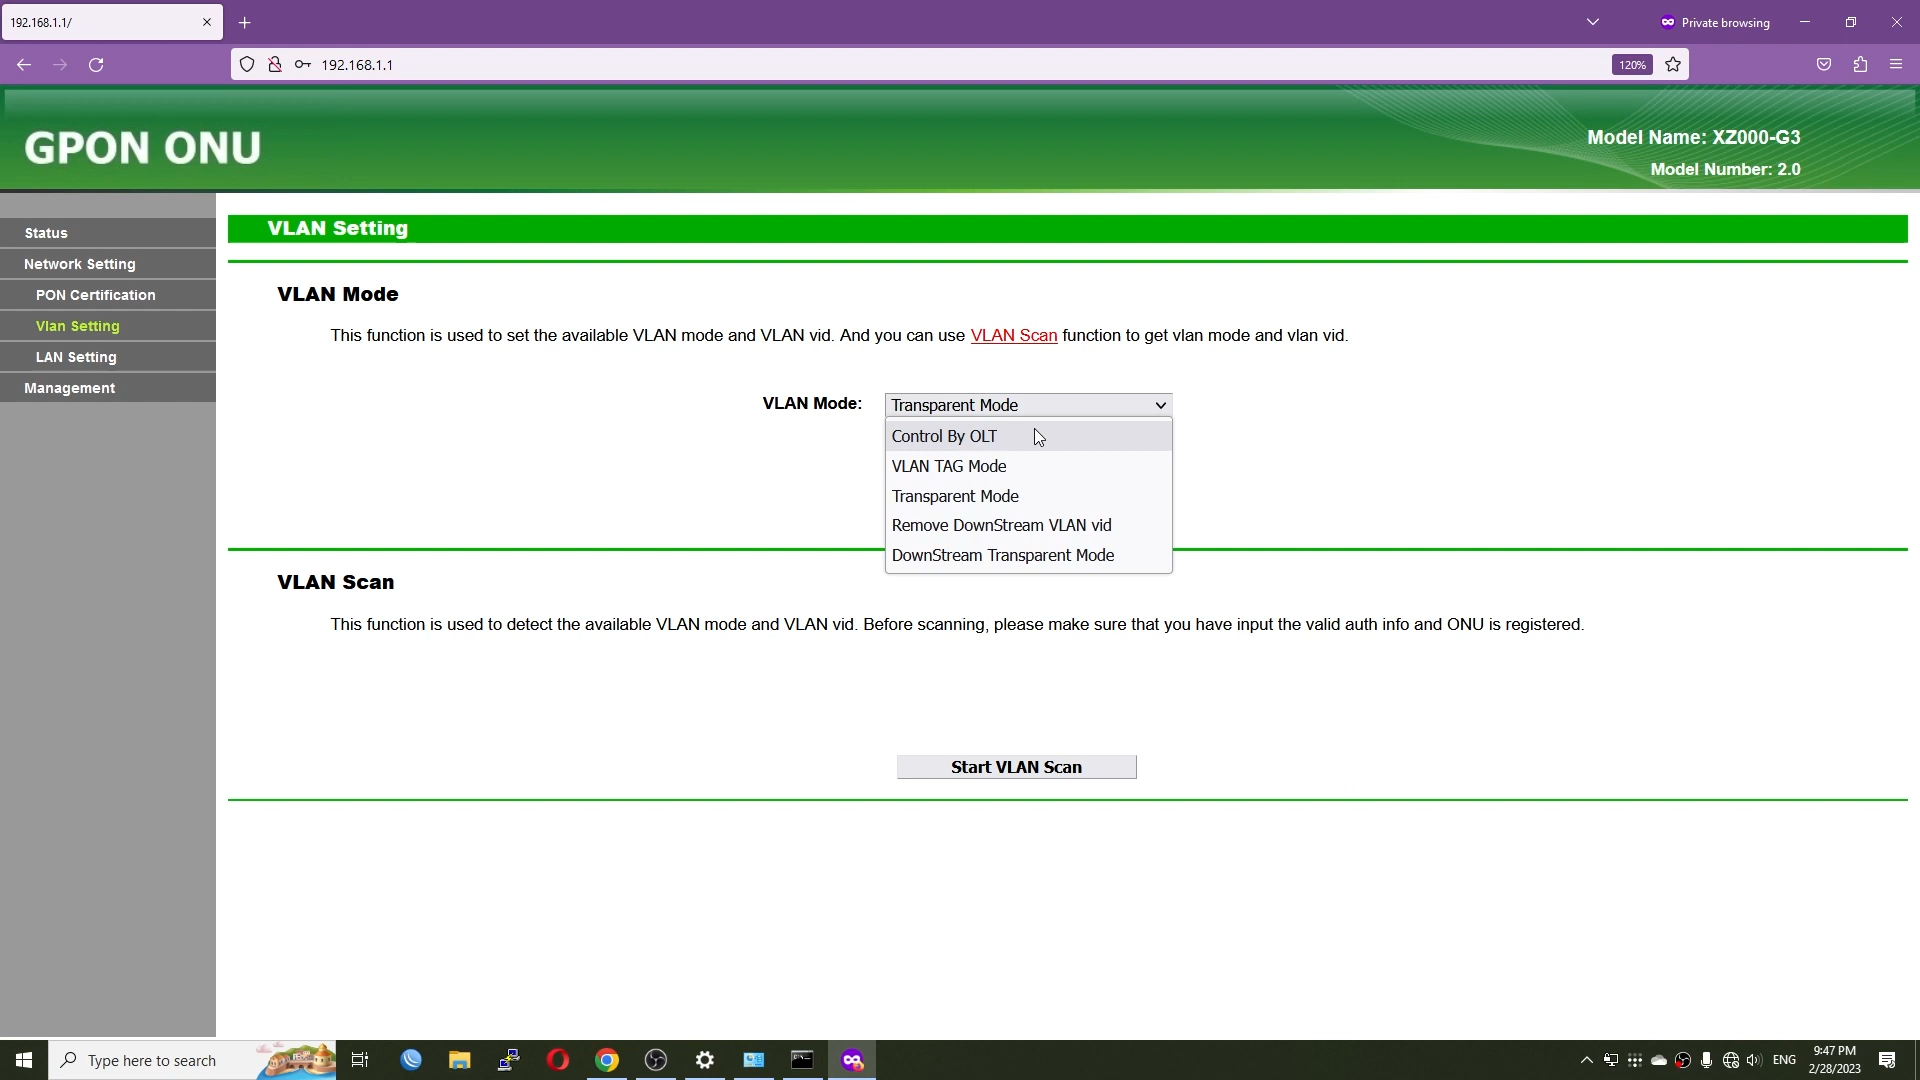 192.168.1.1/
Private browsing
192.168.1.1
120%
GPON ONU
Model Name: XZ000-G3
Model Number: 2.0
Status
Network Setting
PON Certification
Vlan Setting
LAN Setting
Management
VLAN Setting
VLAN Mode
This function is used to set the available VLAN mode and VLAN vid. And you can use VLAN Scan function to get vlan mode and vlan vid.
VLAN Mode:
Transparent Mode
Control By OLT
VLAN TAG Mode
Transparent Mode
Remove DownStream VLAN vid
DownStream Transparent Mode
VLAN Scan
This function is used to detect the available VLAN mode and VLAN vid. Before scanning, please make sure that you have input the valid auth info and ONU is registered.
Start VLAN Scan
Type here to search
ENG
9:47 PM
2/28/2023